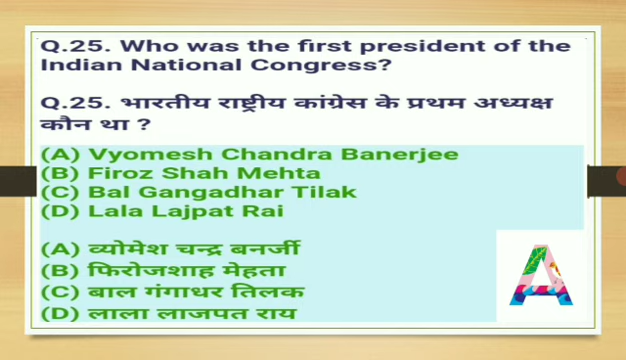 Q.25. Who was the first president of the
Indian National Congress?
Q.25. भारतीय राष्ट्रीय कांग्रेस के प्रथम अध्यक्ष
कौन था ?
(A) Vyomesh Chandra Banerjee
(B) Firoz Shah Mehta
(C) Bal Gangadhar Tilak
(D) Lala Lajpat Rai
(A) व्योमेश चन्द्र बनर्जी
(B) फिरोजशाह मेहता
(C) बाल गंगाधर तिलक
(D) लाला लाजपत राय
A